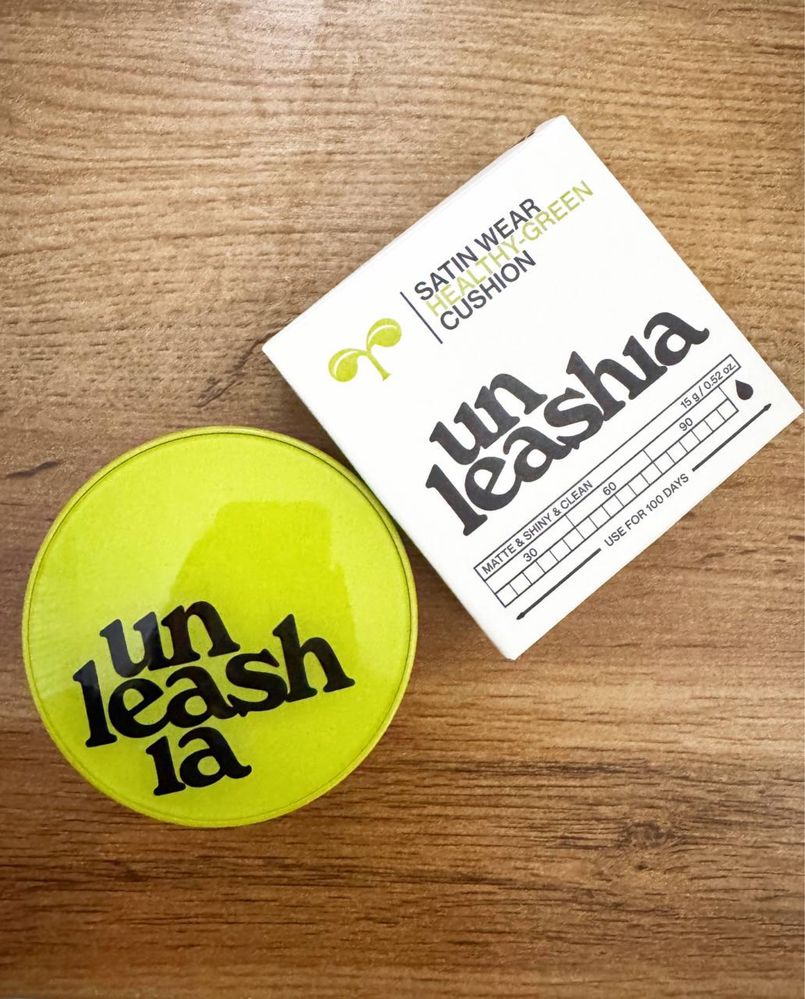 SATIN WEAR
HEALTHY-GREEN
CUSHION
un
leashia
15 g / 0.52 oz.
MATTE & SHINY & CLEAN
30
60
90
USE FOR 100 DAYS
un
leash
ia